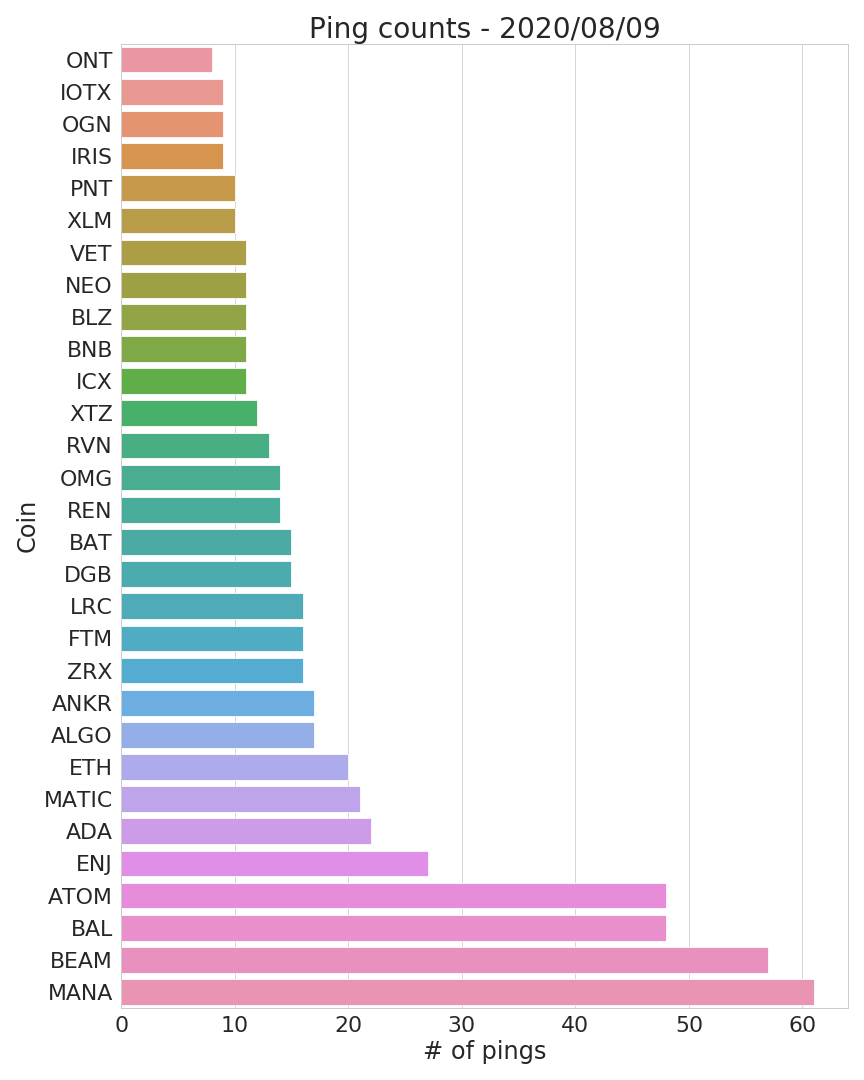 Ping counts - 2020/08/09
ONT
IOTX
OGN
IRIS
PNT
XLM
VET
NEO
BLZ
BNB
ICX
XTZ
RVN
OMG
REN
BAT
DGB
LRC
FTM
ZRX
ANKR
ALGO
ETH
MATIC
ADA
ENJ
ATOM
BAL
BEAM
MANA
Coin
0 10 20 30 40 50 60
# of pings